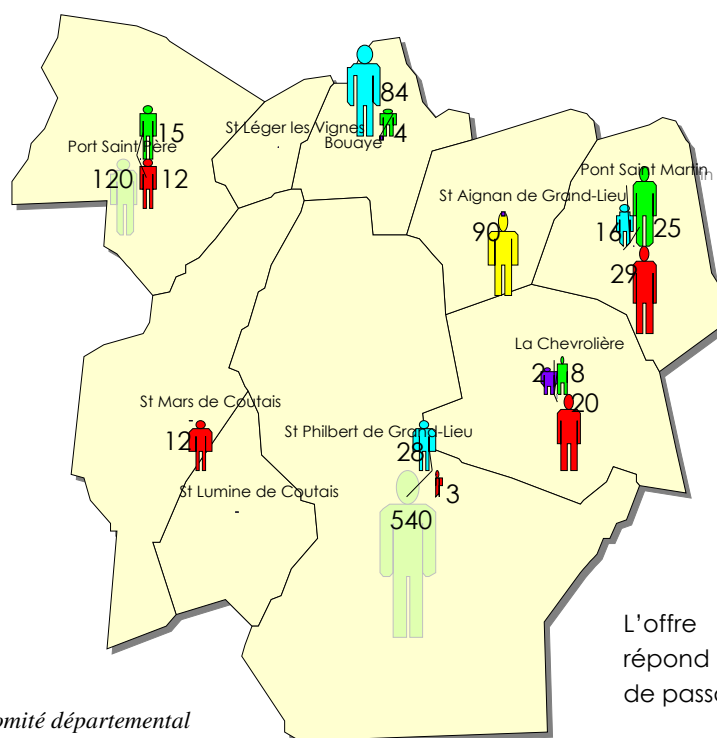 84
15
St Léger les Vignes
74
Port Saint Père
Bouaye
120
12
Pont Saint Martin
St Aignan de Grand-Lieu
90
16
25
29
La Chevrolière
2
8
20
St Mars de Coutais
-
12
St Philbert de Grand-Lieu
28
St Lumine de Coutais
-
3
540
L'offre
répond
de passa
omité départemental